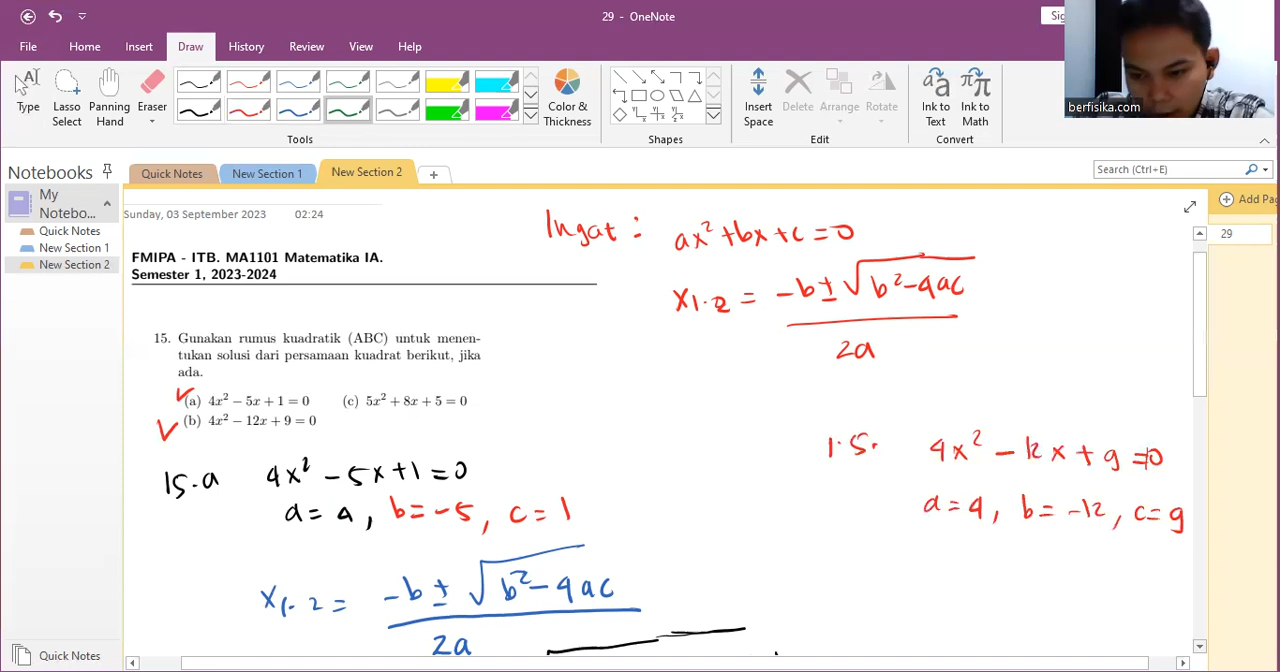 29 - OneNote
File Home Insert Draw History Review View Help
Type Lasso Select Panning Hand Eraser
Color & Thickness
Insert Space Delete Arrange Rotate
Ink to Text Ink to Math
Tools Shapes Edit Convert
berfisika.com
Notebooks
Quick Notes New Section 1 New Section 2
Search (Ctrl+E)
My Notebo...
Quick Notes
New Section 1
New Section 2
Add Pag
29
Sunday, 03 September 2023 02:24
Ingat : ax² + bx + c = 0
x1.2 = -b ± √b² - 4ac
2a
FMIPA - ITB. MA1101 Matematika IA.
Semester 1, 2023-2024
15. Gunakan rumus kuadratik (ABC) untuk menen-
tukan solusi dari persamaan kuadrat berikut, jika
ada.
(a) 4x² − 5x + 1 = 0 (c) 5x² + 8x + 5 = 0
(b) 4x² − 12x + 9 = 0
15.a 4x² - 5x + 1 = 0
a = 4, b = -5, c = 1
x1.2 = -b ± √b² - 4ac
2a
1.5. 4x² - 12x + 9 = 0
a = 4, b = -12, c = 9
Quick Notes